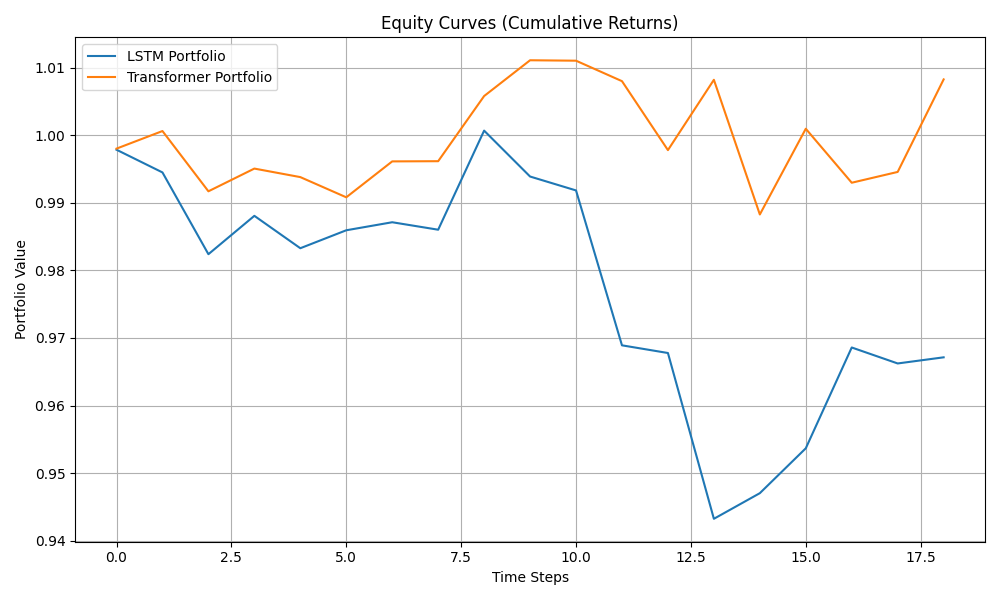 Equity Curves (Cumulative Returns)
LSTM Portfolio
Transformer Portfolio
Portfolio Value
1.01
1.00
0.99
0.98
0.97
0.96
0.95
0.94
0.0 2.5 5.0 7.5 10.0 12.5 15.0 17.5
Time Steps